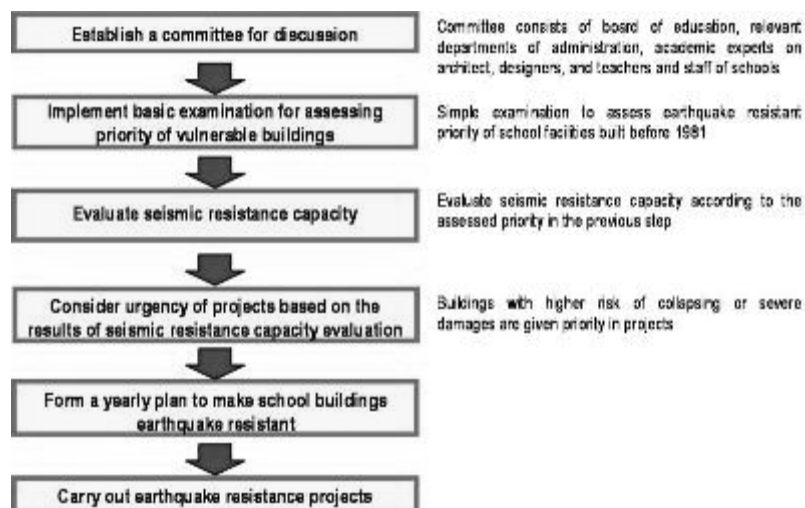 Establish a committee for discussion
Committee consists of board of education, relevant
departments of administration, academic experts on
architect, designers, and teachers and staff of schools
Implement basic examination for assessing
priority of vulnerable buildings
Simple examination to assess earthquake resistant
priority of school facilities built before 1981
Evaluate seismic resistance capacity
Evaluate seismic resistance capacity according to the
assessed priority in the previous step
Consider urgency of projects based on the
results of seismic resistance capacity evaluation
Buildings with higher risk of collapsing or severe
damages are given priority in projects
Form a yearly plan to make school buildings
earthquake resistant
Carry out earthquake resistance projects